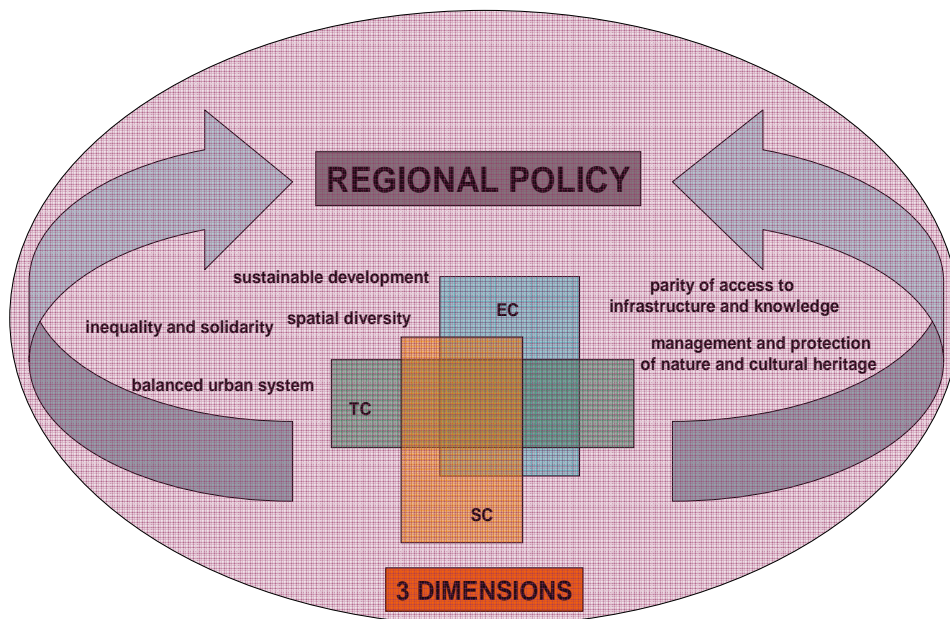 REGIONAL POLICY
sustainable development
EC
parity of access to
infrastructure and knowledge
inequality and solidarity
spatial diversity
management and protection
of nature and cultural heritage
balanced urban system
TC
SC
3 DIMENSIONS